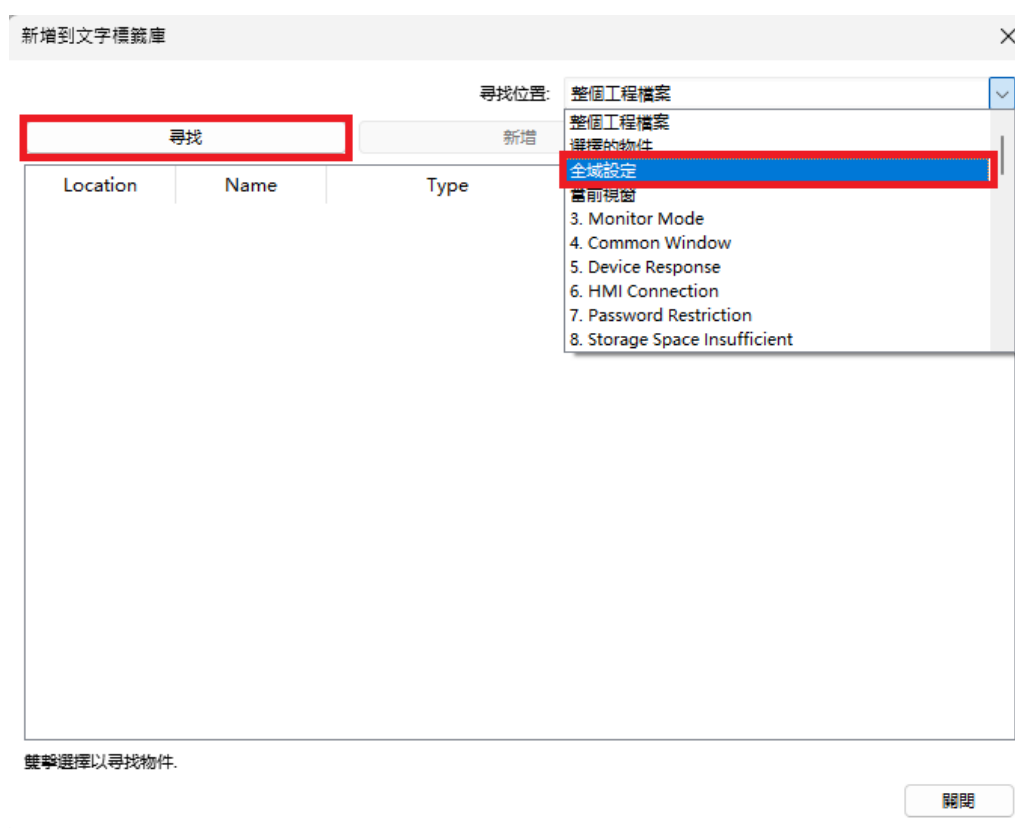 新增到文字標籤庫
尋找位置: 整個工程檔案
尋找 新增
整個工程檔案
選擇的物件
全域設定
當前視窗
3. Monitor Mode
4. Common Window
5. Device Response
6. HMI Connection
7. Password Restriction
8. Storage Space Insufficient
Location Name Type
雙擊選擇以尋找物件.
關閉